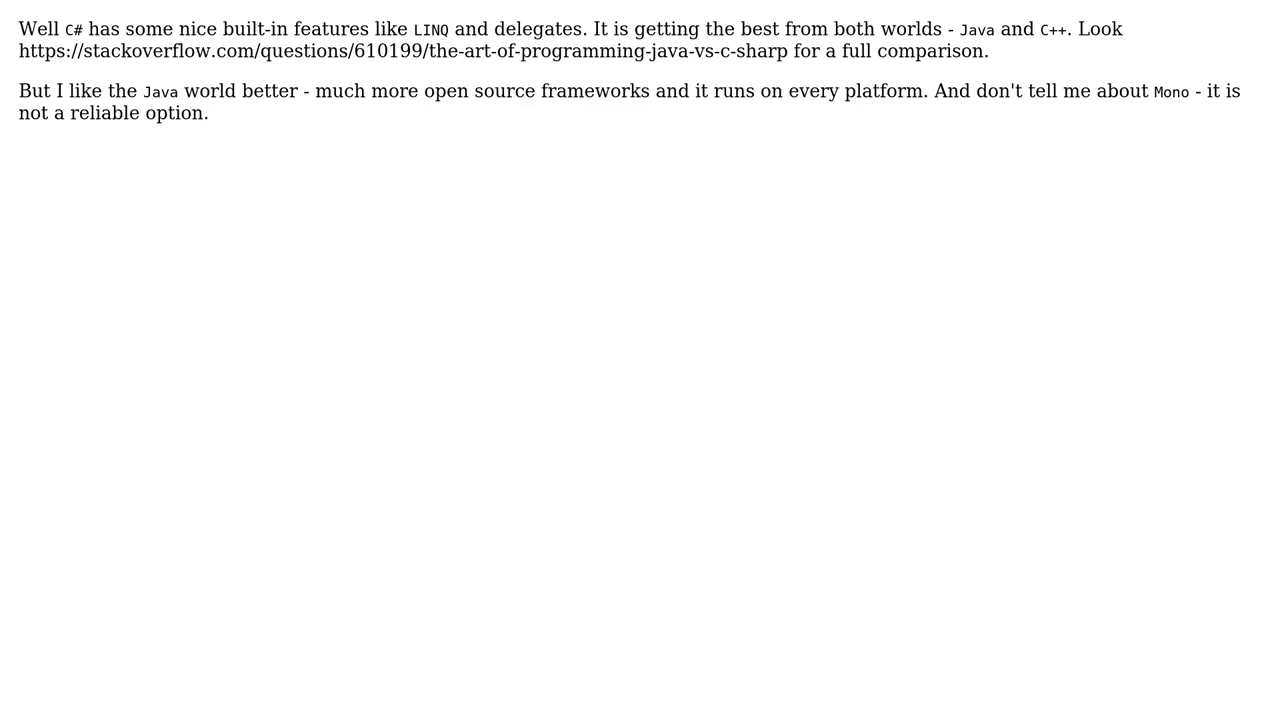 Well C# has some nice built-in features like LINQ and delegates. It is getting the best from both worlds - Java and C++. Look
https://stackoverflow.com/questions/610199/the-art-of-programming-java-vs-c-sharp for a full comparison.
But I like the Java world better - much more open source frameworks and it runs on every platform. And don't tell me about Mono - it is
not a reliable option.